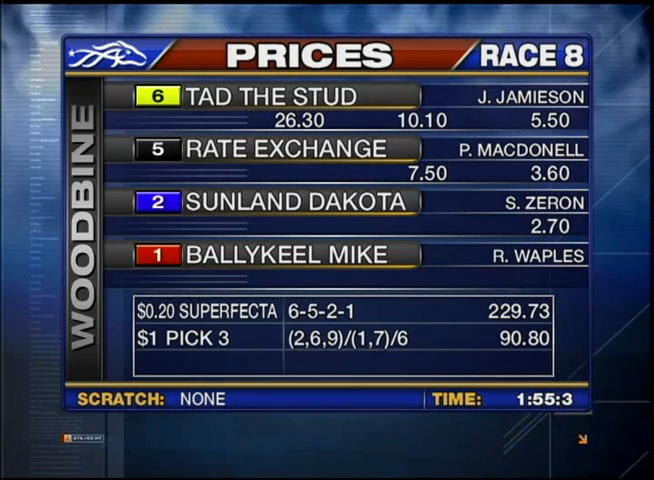 PRICES RACE 8
WOODBINE
6 TAD THE STUD J. JAMIESON
26.30 10.10 5.50
5 RATE EXCHANGE P. MACDONELL
7.50 3.60
2 SUNLAND DAKOTA S. ZERON
2.70
1 BALLYKEEL MIKE R. WAPLES
$0.20 SUPERFECTA 6-5-2-1 229.73
$1 PICK 3 (2,6,9)/(1,7)/6 90.80
SCRATCH: NONE TIME: 1:55:3